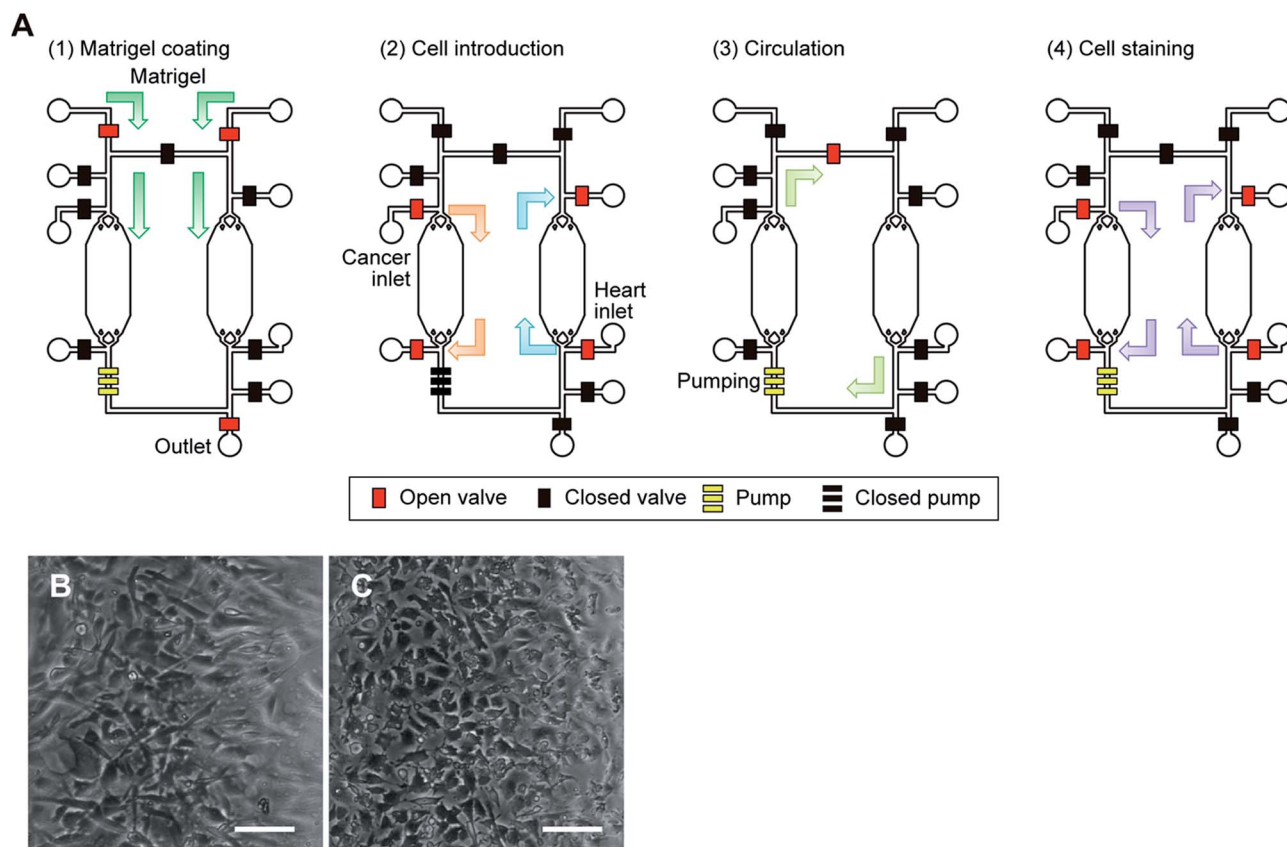 A
(1) Matrigel coating
(2) Cell introduction
(3) Circulation
(4) Cell staining
Matrigel
Cancer
inlet
Heart
inlet
Pumping
Outlet
Open valve
Closed valve
Pump
Closed pump
B
C